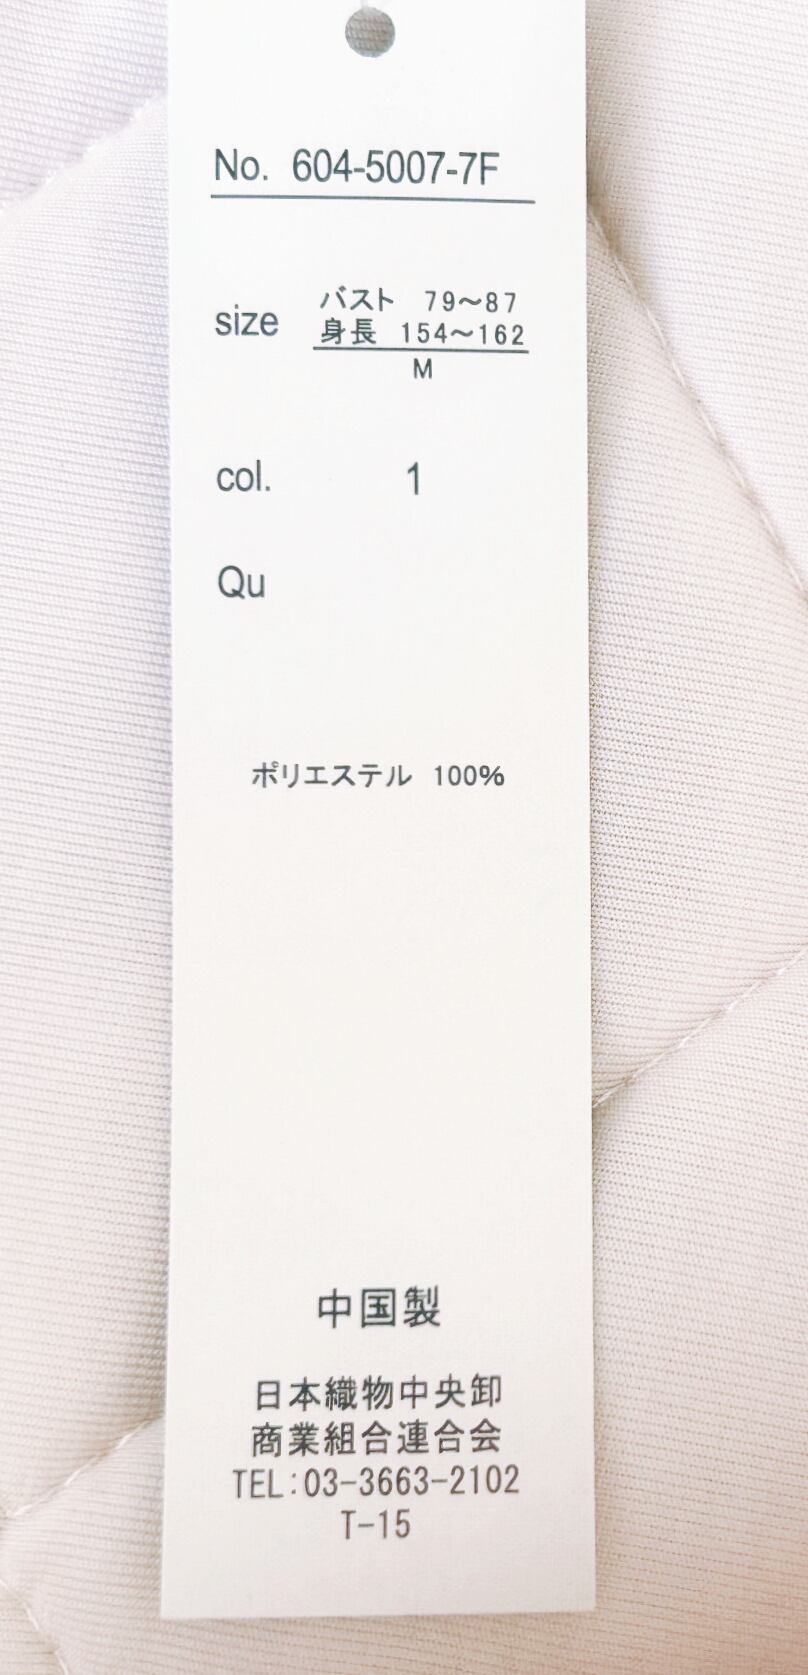 No. 604-5007-7F
size バスト 79～87
身長 154～162
M
col. 1
Qu
ポリエステル 100%
中国製
日本織物中央卸
商業組合連合会
TEL:03-3663-2102
T-15